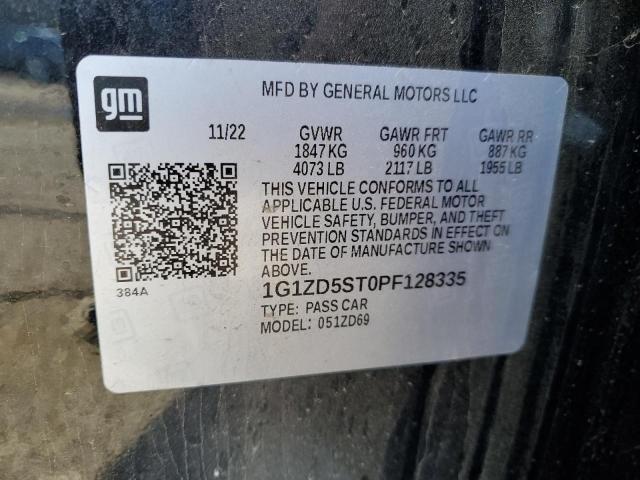 gm
MFD BY GENERAL MOTORS LLC
11/22 GVWR GAWR FRT GAWR RR
1847 KG 960 KG 887 KG
4073 LB 2117 LB 1955 LB
THIS VEHICLE CONFORMS TO ALL
APPLICABLE U.S. FEDERAL MOTOR
VEHICLE SAFETY, BUMPER, AND THEFT
PREVENTION STANDARDS IN EFFECT ON
THE DATE OF MANUFACTURE SHOWN
ABOVE.
384A
1G1ZD5ST0PF128335
TYPE: PASS CAR
MODEL: 051ZD69